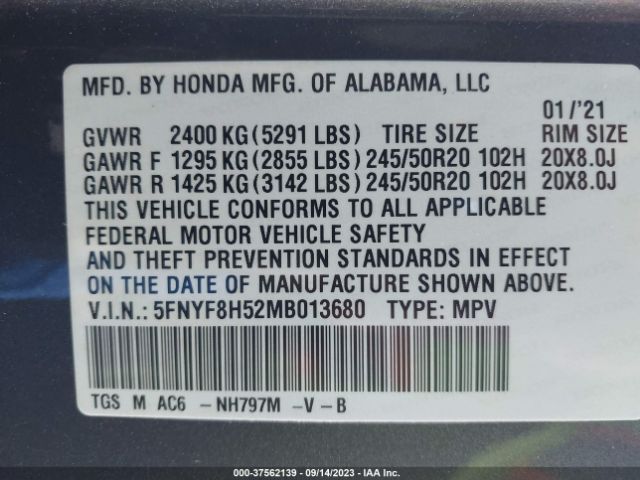 MFD. BY HONDA MFG. OF ALABAMA, LLC
01/'21
GVWR 2400 KG (5291 LBS) TIRE SIZE RIM SIZE
GAWR F 1295 KG (2855 LBS) 245/50R20 102H 20X8.0J
GAWR R 1425 KG (3142 LBS) 245/50R20 102H 20X8.0J
THIS VEHICLE CONFORMS TO ALL APPLICABLE
FEDERAL MOTOR VEHICLE SAFETY
AND THEFT PREVENTION STANDARDS IN EFFECT
ON THE DATE OF MANUFACTURE SHOWN ABOVE.
V.I.N.: 5FNYF8H52MB013680 TYPE: MPV
TGS M AC6 -NH797M -V -B
000-37562139 - 09/14/2023 - IAAI.com